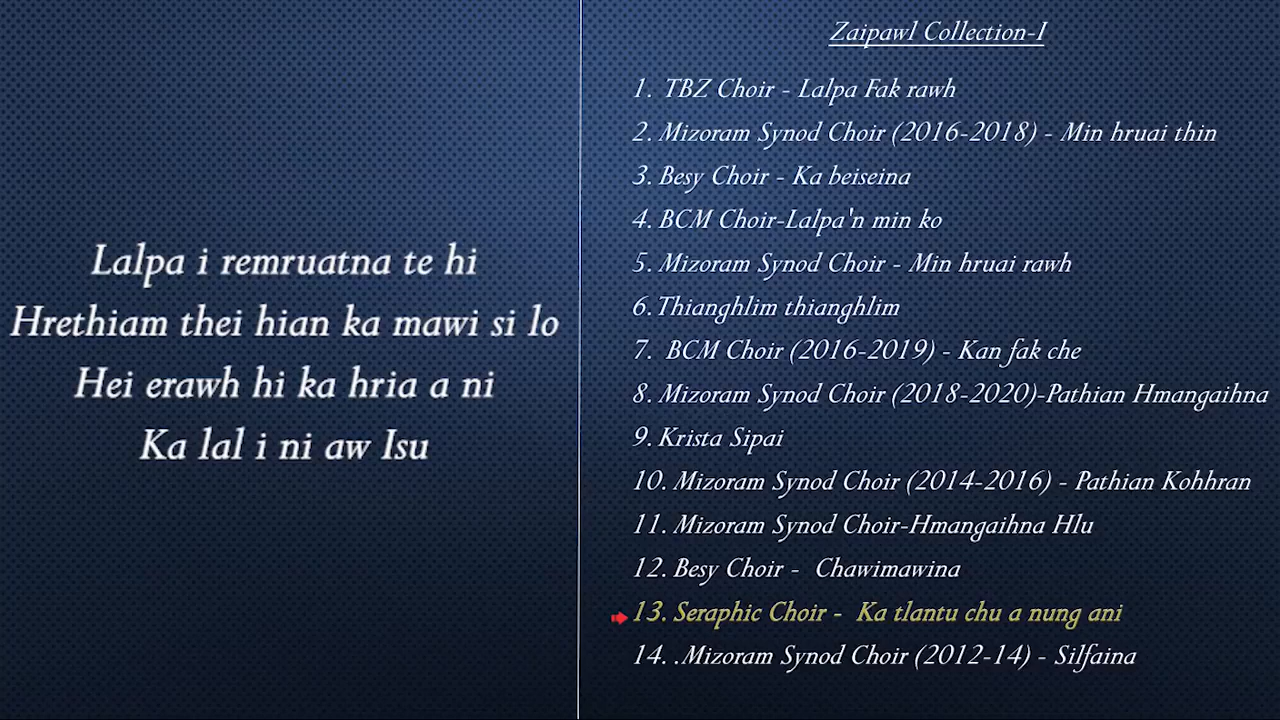 Lalpa i remruatna te hi
Hrethiam thei hian ka mawi si lo
Hei erawh hi ka hria a ni
Ka lal i ni aw Isu
Zaipawl Collection-I
1. TBZ Choir - Lalpa Fak rawh
2. Mizoram Synod Choir (2016-2018) - Min hruai thin
3. Besy Choir - Ka beiseina
4. BCM Choir-Lalpa'n min ko
5. Mizoram Synod Choir - Min hruai rawh
6. Thianghlim thianghlim
7. BCM Choir (2016-2019) - Kan fak che
8. Mizoram Synod Choir (2018-2020)-Pathian Hmangaihna
9. Krista Sipai
10. Mizoram Synod Choir (2014-2016) - Pathian Kohhran
11. Mizoram Synod Choir-Hmangaihna Hlu
12. Besy Choir - Chawimawina
13. Seraphic Choir - Ka tlantu chu a nung ani
14. .Mizoram Synod Choir (2012-14) - Silfaina